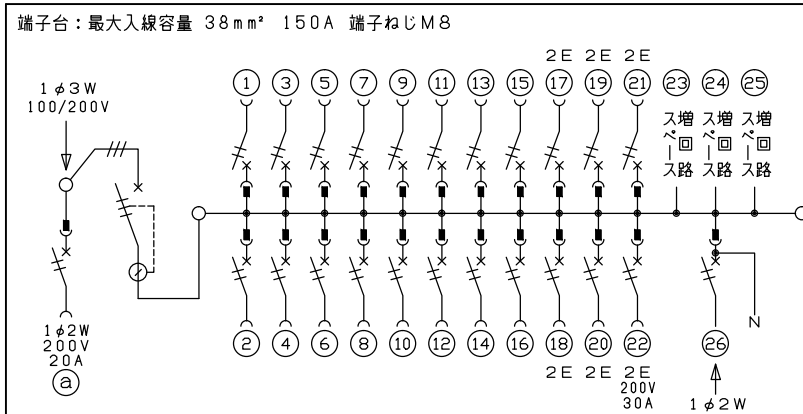 端子台：最大入線容量 38mm² 150A 端子ねじM8
1φ3W
100/200V
2E 2E 2E
1 3 5 7 9 11 13 15 17 19 21 23 24 25
増回路スペース 増回路スペース 増回路スペース
1φ2W
200V
20A
a
2 4 6 8 10 12 14 16 18 20 22 26
N
2E 2E 2E
200V
30A
1φ2W